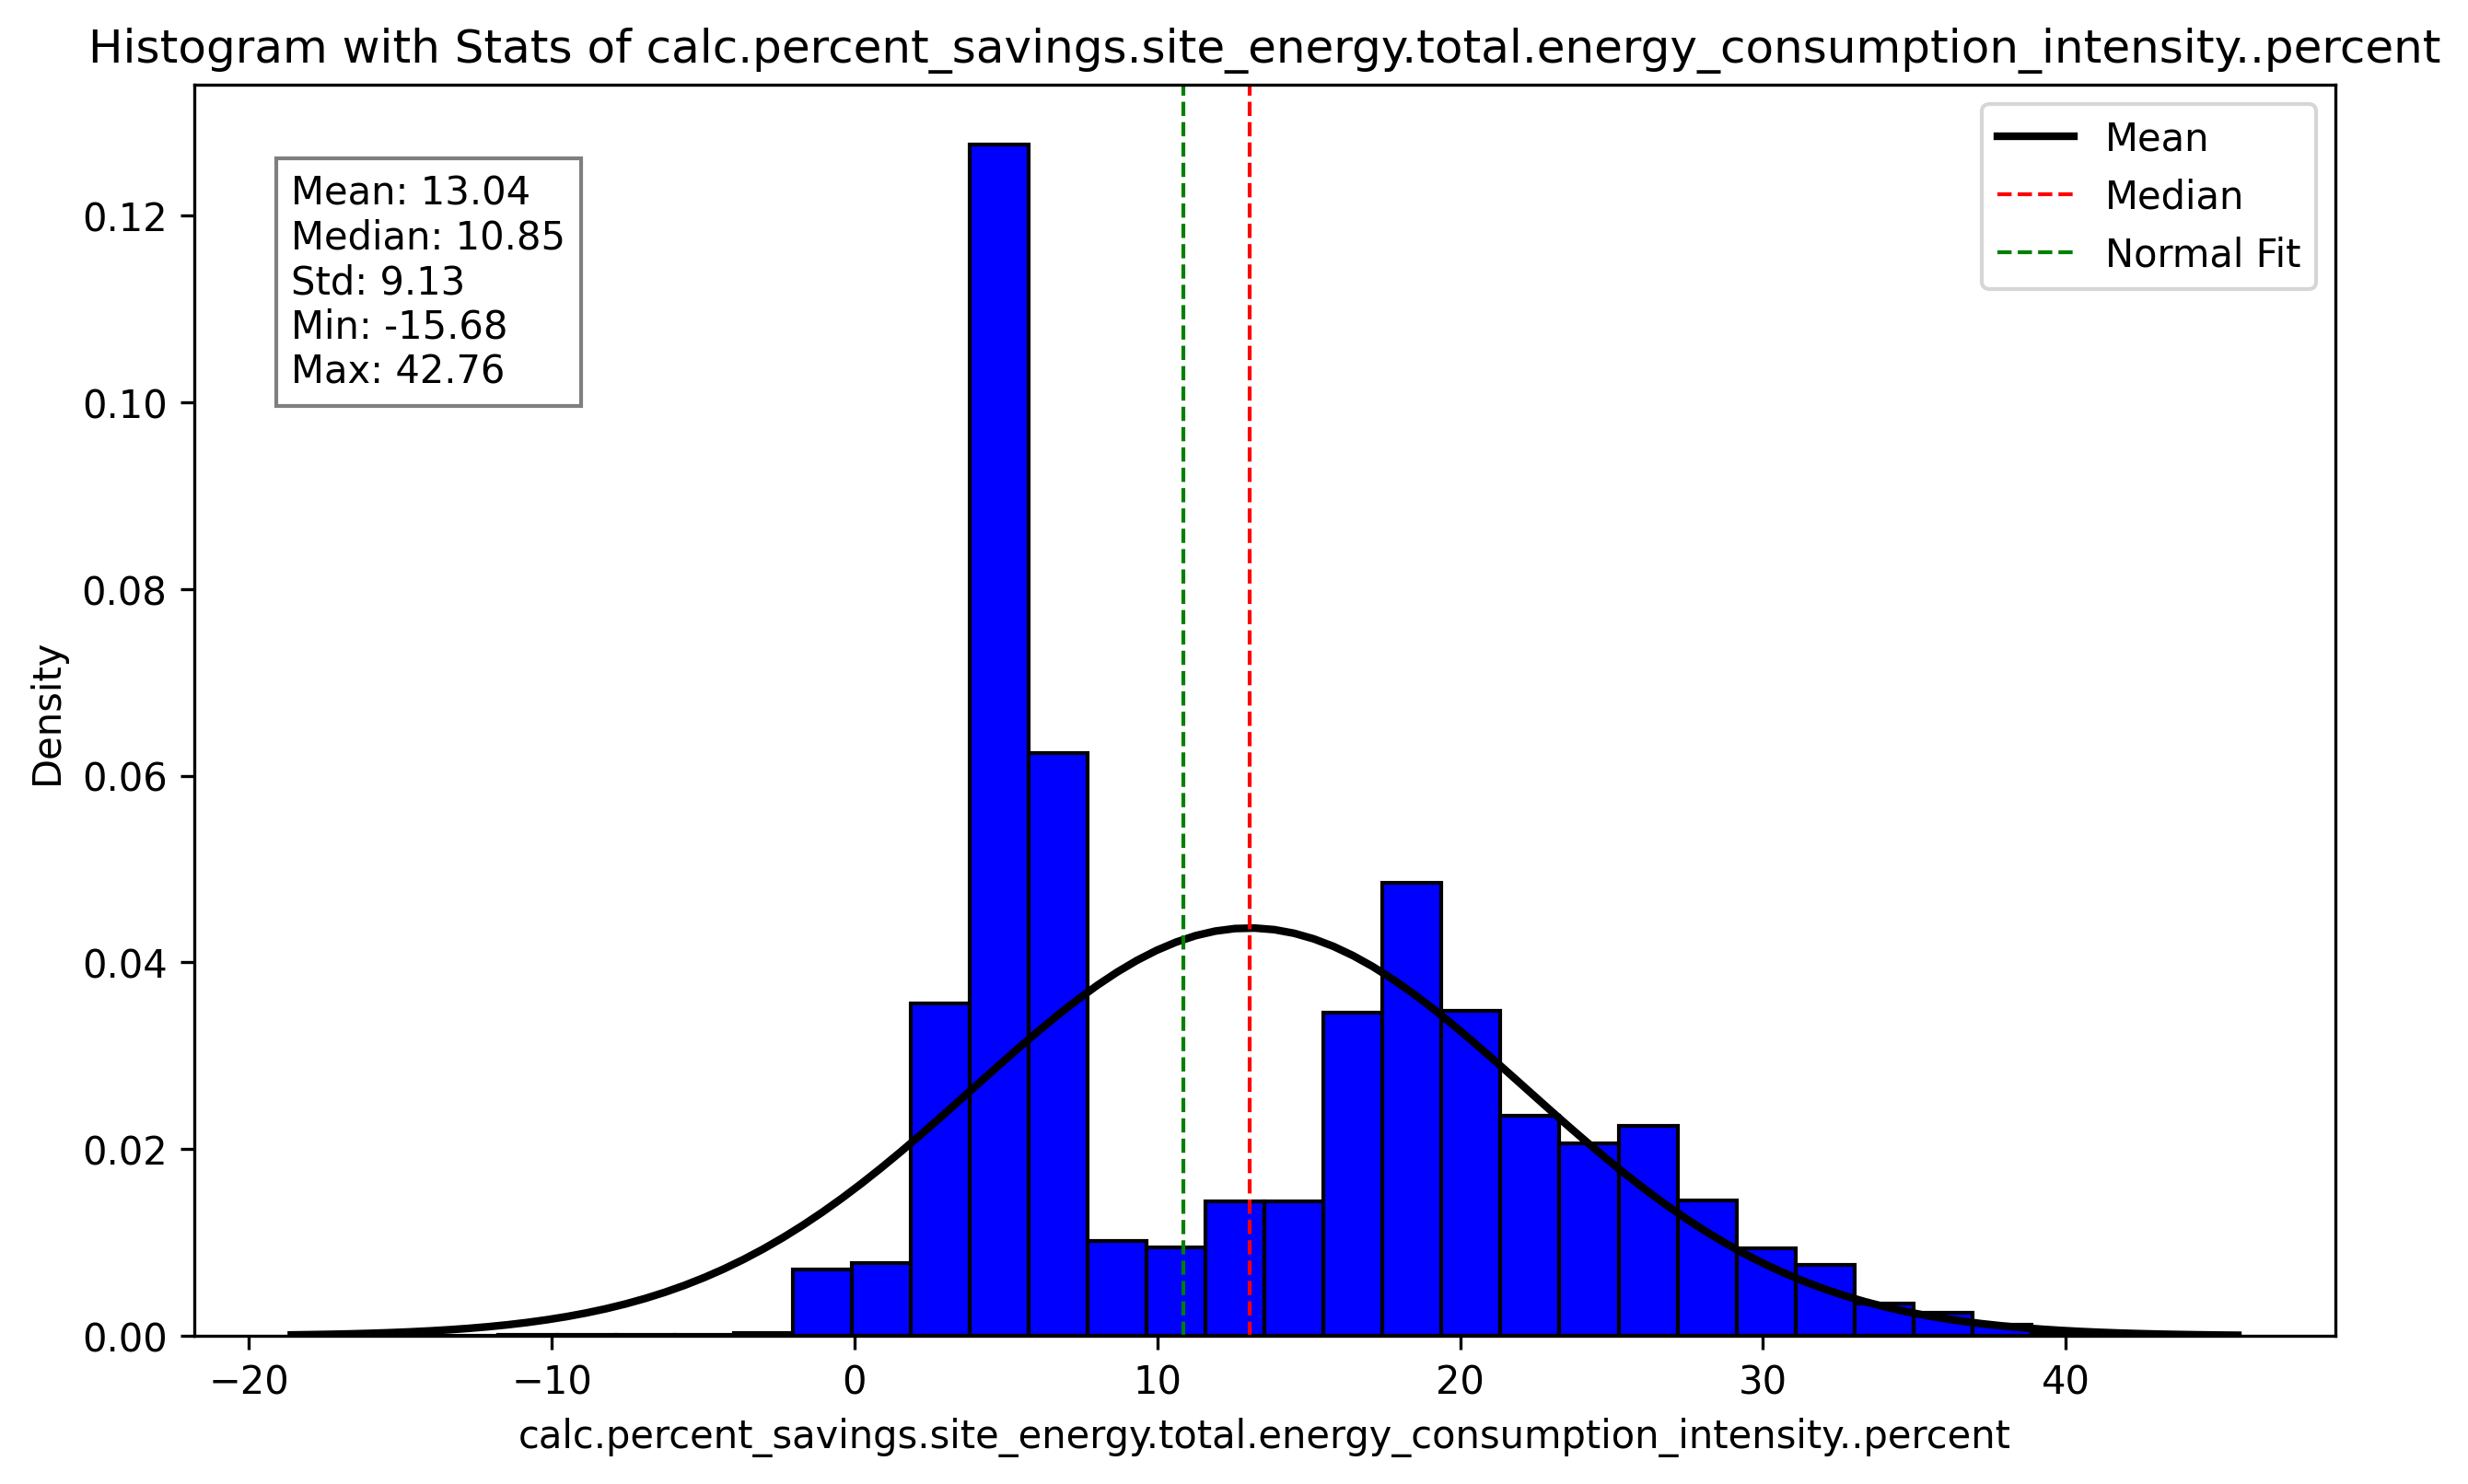 Histogram with Stats of calc.percent_savings.site_energy.total.energy_consumption_intensity..percent
Mean: 13.04
Median: 10.85
Std: 9.13
Min: -15.68
Max: 42.76
Mean
Median
Normal Fit
Density
0.12
0.10
0.08
0.06
0.04
0.02
0.00
−20 −10 0 10 20 30 40
calc.percent_savings.site_energy.total.energy_consumption_intensity..percent